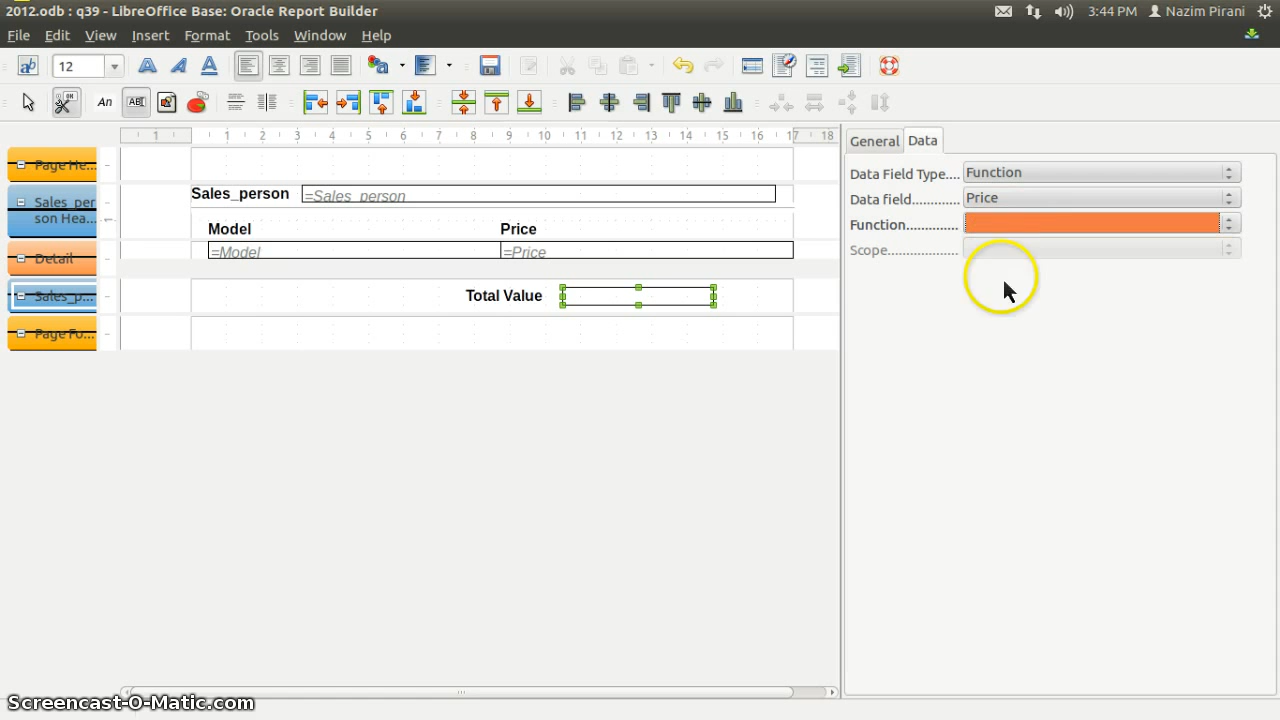 2012.odb : q39 - LibreOffice Base: Oracle Report Builder
3:44 PM
Nazim Pirani
File Edit View Insert Format Tools Window Help
12
An
1 1 2 3 4 5 6 7 8 9 10 11 12 13 14 15 16 17 18
General Data
Page He...
Data Field Type.... Function
Sales_person =Sales_person
Data field............ Price
Sales_per
son Hea...
Model Price
Function.............
Detail =Model =Price
Scope...................
Sales_p... Total Value
Page Fo...
Screencast-O-Matic.com